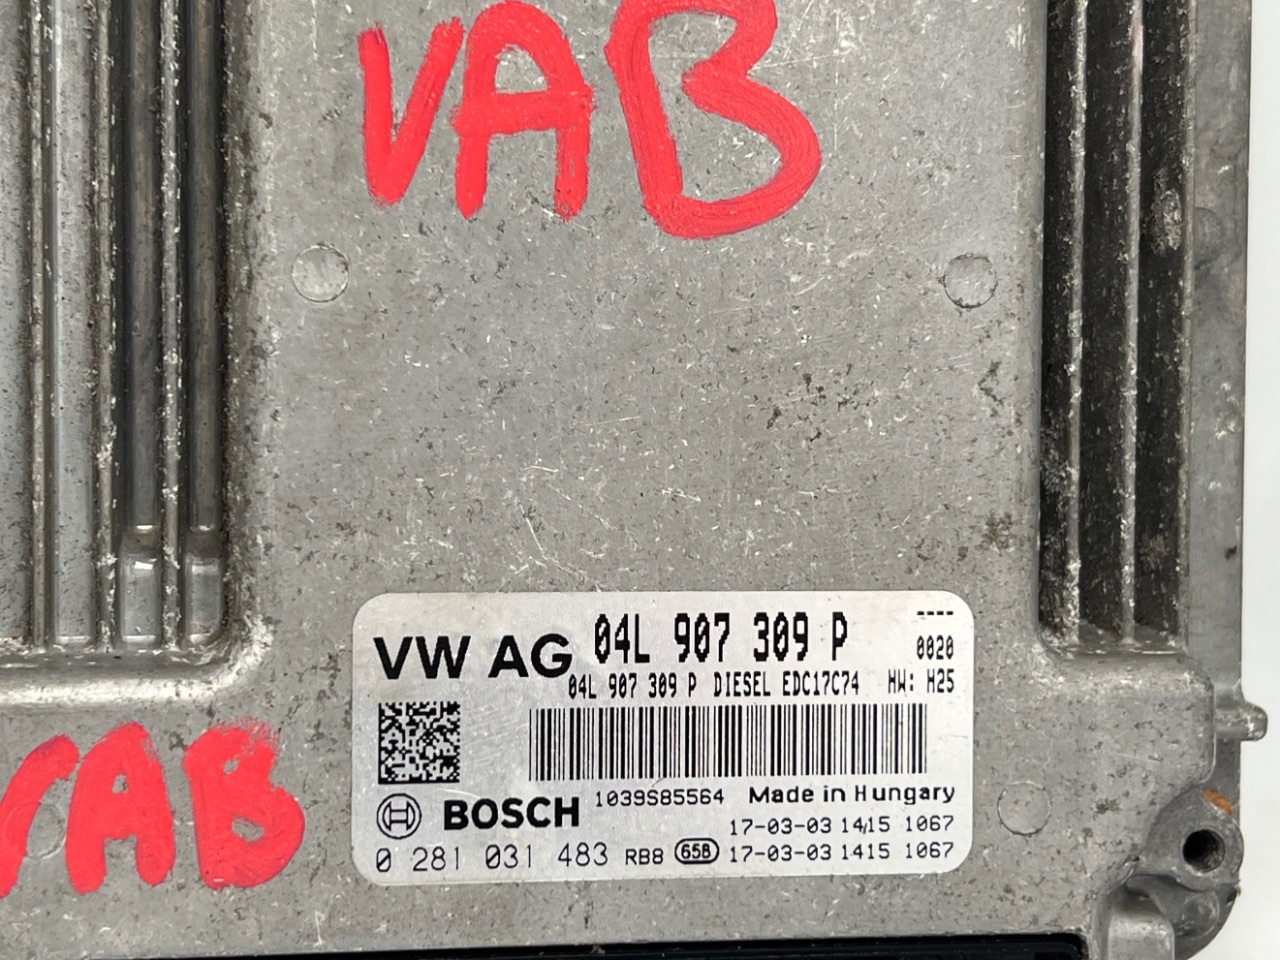 VAB
VW AG 04L 907 309 P
----
0020
04L 907 309 P DIESEL EDC17C74 HW: H25
1039S85564 Made in Hungary
BOSCH
17-03-03 1415 1067
0 281 031 483 RB8 658 17-03-03 1415 1067
VAB